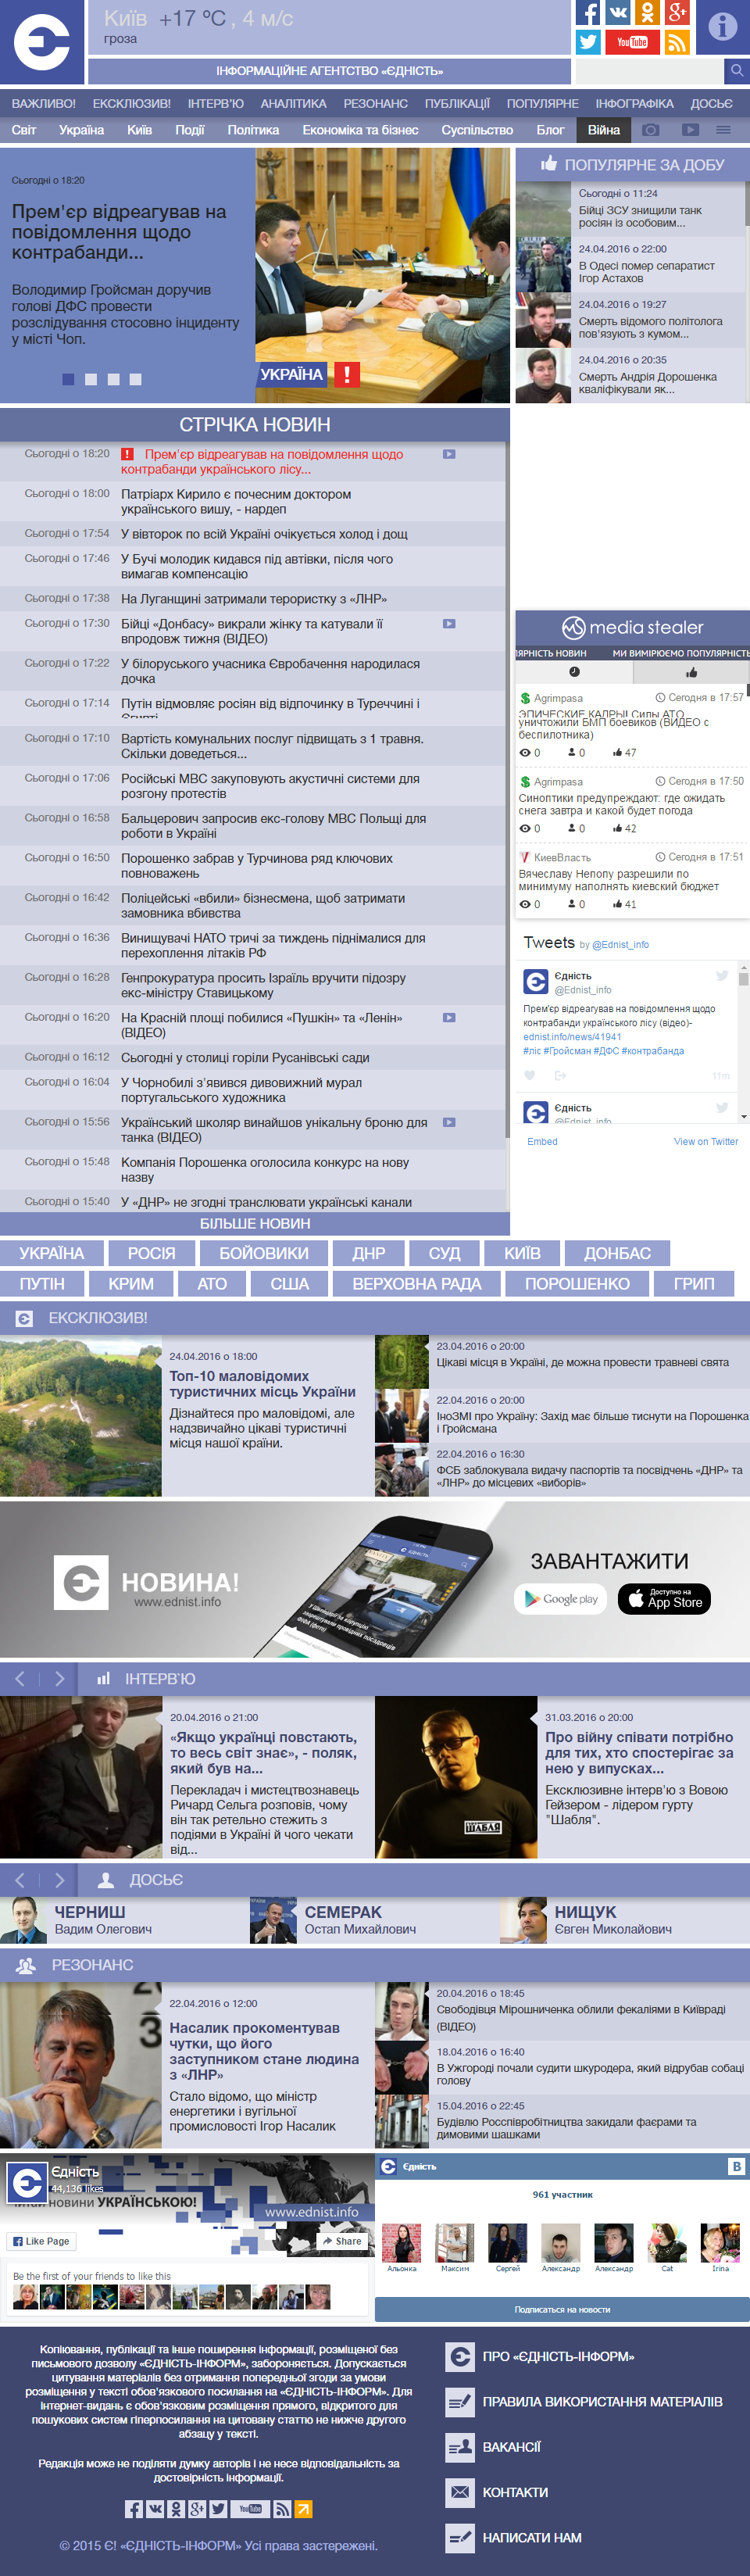 Київ +17 °C , 4 м/с
гроза
ІНФОРМАЦІЙНЕ АГЕНТСТВО «ЄДНІСТЬ»
ВАЖЛИВО! ЕКСКЛЮЗИВ! ІНТЕРВ'Ю АНАЛІТИКА РЕЗОНАНС ПУБЛІКАЦІЇ ПОПУЛЯРНЕ ІНФОГРАФІКА ДОСЬЄ
Світ Україна Київ Події Політика Економіка та бізнес Суспільство Блог Війна
Сьогодні о 18:20
Прем'єр відреагував на
повідомлення щодо
контрабанди...
Володимир Гройсман доручив
голові ДФС провести
розслідування стосовно інциденту
у місті Чоп.
УКРАЇНА
ПОПУЛЯРНЕ ЗА ДОБУ
Сьогодні о 11:24
Бійці ЗСУ знищили танк
росіян із особовим...
24.04.2016 о 22:00
В Одесі помер сепаратист
Ігор Астахов
24.04.2016 о 19:27
Смерть відомого політолога
пов'язують з кумом...
24.04.2016 о 20:35
Смерть Андрія Дорошенка
кваліфікували як...
СТРІЧКА НОВИН
Сьогодні о 18:20 Прем'єр відреагував на повідомлення щодо
контрабанди українського лісу...
Сьогодні о 18:00 Патріарх Кирило є почесним доктором
українського вишу, - нардеп
Сьогодні о 17:54 У вівторок по всій Україні очікується холод і дощ
Сьогодні о 17:46 У Бучі молодик кидався під автівки, після чого
вимагав компенсацію
Сьогодні о 17:38 На Луганщині затримали терористку з «ЛНР»
Сьогодні о 17:30 Бійці «Донбасу» викрали жінку та катували її
впродовж тижня (ВІДЕО)
Сьогодні о 17:22 У білоруського учасника Євробачення народилася
дочка
Сьогодні о 17:14 Путін відмовляє росіян від відпочинку в Туреччині і
Єгипті
Сьогодні о 17:10 Вартість комунальних послуг підвищать з 1 травня.
Скільки доведеться...
Сьогодні о 17:06 Російські МВС закуповують акустичні системи для
розгону протестів
Сьогодні о 16:58 Бальцерович запросив екс-голову МВС Польщі для
роботи в Україні
Сьогодні о 16:50 Порошенко забрав у Турчинова ряд ключових
повноважень
Сьогодні о 16:42 Поліцейські «вбили» бізнесмена, щоб затримати
замовника вбивства
Сьогодні о 16:36 Винищувачі НАТО тричі за тиждень піднімалися для
перехоплення літаків РФ
Сьогодні о 16:28 Генпрокуратура просить Ізраїль вручити підозру
екс-міністру Ставицькому
Сьогодні о 16:20 На Красній площі побилися «Пушкін» та «Ленін»
(ВІДЕО)
Сьогодні о 16:12 Сьогодні у столиці горіли Русанівські сади
Сьогодні о 16:04 У Чорнобилі з'явився дивовижний мурал
португальського художника
Сьогодні о 15:56 Український школяр винайшов унікальну броню для
танка (ВІДЕО)
Сьогодні о 15:48 Компанія Порошенка оголосила конкурс на нову
назву
Сьогодні о 15:40 У «ДНР» не згодні транслювати українські канали
БІЛЬШЕ НОВИН
media stealer
ЛЯРНІСТЬ НОВИН МИ ВИМІРЮЄМО ПОПУЛЯРНІСТЬ
Agrimpasa Сегодня в 17:57
ЭПИЧЕСКИЕ КАДРЫ! Силы АТО
уничтожили БМП боевиков (ВИДЕО с
беспилотника)
0 0 47
Agrimpasa Сегодня в 17:50
Синоптики предупреждают: где ожидать
снега завтра и какой будет погода
0 0 42
КиевВласть Сегодня в 17:51
Вячеславу Непопу разрешили по
минимуму наполнять киевский бюджет
0 0 41
Tweets by @Ednist_info
Єдність
@Ednist_info
Прем'єр відреагував на повідомлення щодо
контрабанди українського лісу (відео)-
ednist.info/news/41941
#ліс #Гройсман #ДФС #контрабанда
11m
Єдність
@Ednist_info
Embed View on Twitter
УКРАЇНА РОСІЯ БОЙОВИКИ ДНР СУД КИЇВ ДОНБАС
ПУТІН КРИМ АТО США ВЕРХОВНА РАДА ПОРОШЕНКО ГРИП
ЕКСКЛЮЗИВ!
24.04.2016 о 18:00
Топ-10 маловідомих
туристичних місць України
Дізнайтеся про маловідомі, але
надзвичайно цікаві туристичні
місця нашої країни.
23.04.2016 о 20:00
Цікаві місця в Україні, де можна провести травневі свята
22.04.2016 о 20:00
ІноЗМІ про Україну: Захід має більше тиснути на Порошенка
і Гройсмана
22.04.2016 о 16:30
ФСБ заблокувала видачу паспортів та посвідчень «ДНР» та
«ЛНР» до місцевих «виборів»
Є НОВИНА!
www.ednist.info
ЗАВАНТАЖИТИ
Google play
Доступно на
App Store
ІНТЕРВ`Ю
20.04.2016 о 21:00
«Якщо українці повстають,
то весь світ знає», - поляк,
який був на...
Перекладач і мистецтвознавець
Ричард Сельга розповів, чому
він так ретельно стежить з
подіями в Україні й чого чекати
від...
ШАБЛЯ
31.03.2016 о 20:00
Про війну співати потрібно
для тих, хто спостерігає за
нею у випусках...
Ексклюзивне інтерв'ю з Вовою
Гейзером - лідером гурту
"Шабля".
ДОСЬЄ
ЧЕРНИШ
Вадим Олегович
СЕМЕРАК
Остап Михайлович
НИЩУК
Євген Миколайович
РЕЗОНАНС
22.04.2016 о 12:00
Насалик прокоментував
чутки, що його
заступником стане людина
з «ЛНР»
Стало відомо, що міністр
енергетики і вугільної
промисловості Ігор Насалик
20.04.2016 о 18:45
Свободівця Мірошниченка облили фекаліями в Київраді
(ВІДЕО)
18.04.2016 о 16:40
В Ужгороді почали судити шкуродера, який відрубав собаці
голову
15.04.2016 о 22:45
Будівлю Росспівробітництва закидали фаєрами та
димовими шашками
Єдність
44,136 likes
новини УКРАЇНСЬКОЮ!
www.ednist.info
Like Page Share
Be the first of your friends to like this
Єдність
961 участник
Альонка Максим Сергей Александр Александр Cat Irina
Подписаться на новости
Копіювання, публікації та інше поширення інформації, розміщеної без
письмового дозволу «ЄДНІСТЬ-ІНФОРМ», забороняється. Допускається
цитування матеріалів без отримання попередньої згоди за умови
розміщення у тексті обов'язкового посилання на «ЄДНІСТЬ-ІНФОРМ». Для
інтернет-видань є обов'язковим розміщення прямого, відкритого для
пошукових систем гіперпосилання на цитовану статтю не нижче другого
абзацу у тексті.
Редакція може не поділяти думку авторів і не несе відповідальність за
достовірність інформації.
© 2015 Є! «ЄДНІСТЬ-ІНФОРМ» Усі права застережені.
ПРО «ЄДНІСТЬ-ІНФОРМ»
ПРАВИЛА ВИКОРИСТАННЯ МАТЕРІАЛІВ
ВАКАНСІЇ
КОНТАКТИ
НАПИСАТИ НАМ